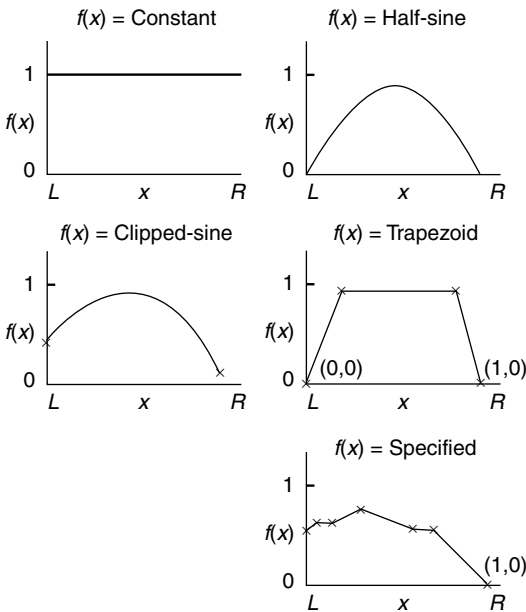 f(x) = Constant
1
f(x)
0
L x R
f(x) = Half-sine
1
f(x)
0
L x R
f(x) = Clipped-sine
1
f(x)
0
L x R
f(x) = Trapezoid
1
f(x)
(0,0) (1,0)
0
L x R
f(x) = Specified
1
f(x)
(1,0)
0
L x R